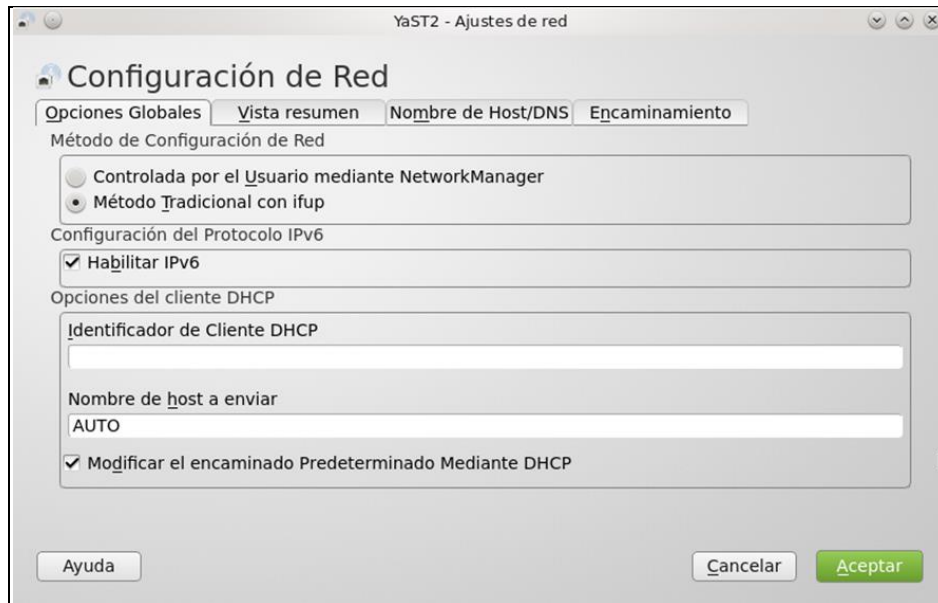 YaST2 - Ajustes de red
Configuración de Red
Opciones Globales Vista resumen Nombre de Host/DNS Encaminamiento
Método de Configuración de Red
Controlada por el Usuario mediante NetworkManager
Método Tradicional con ifup
Configuración del Protocolo IPv6
Habilitar IPv6
Opciones del cliente DHCP
Identificador de Cliente DHCP
Nombre de host a enviar
AUTO
Modificar el encaminado Predeterminado Mediante DHCP
Ayuda Cancelar Aceptar